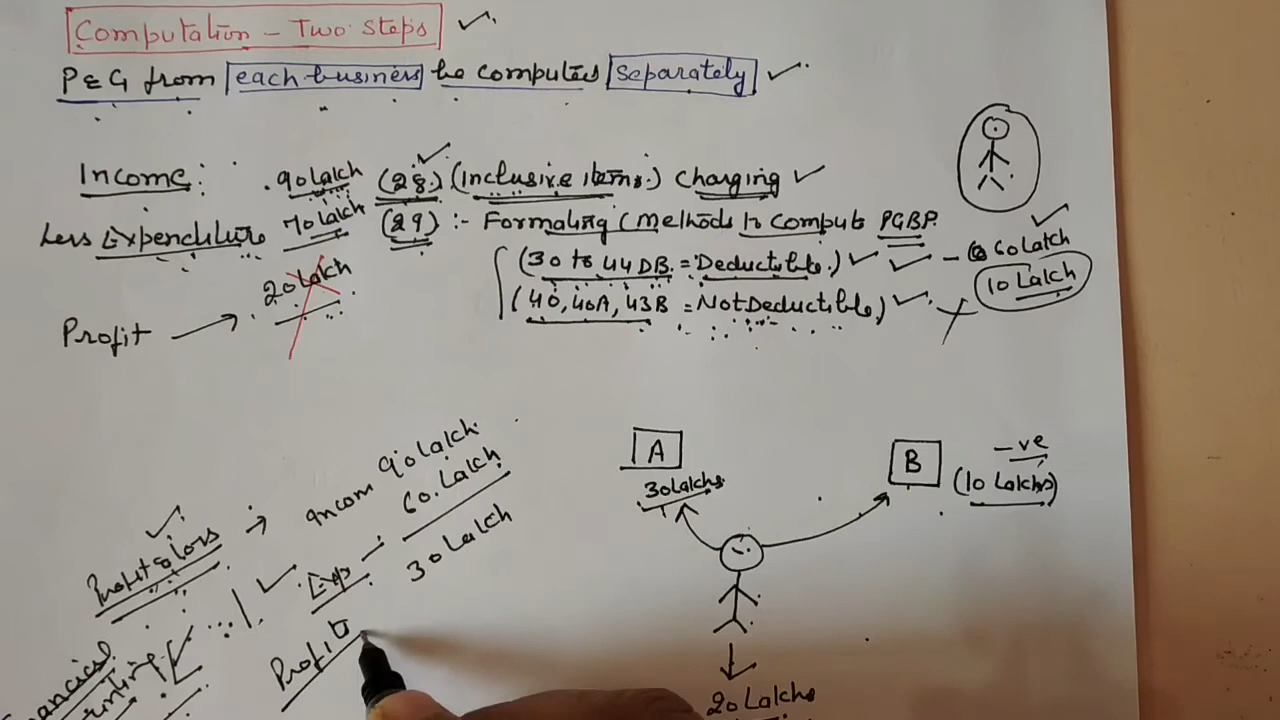 Computation - Two Steps
P&G from each business be computed separately
Income: 90 lakh (28) (Inclusive items) Charging
Less Expenditure 70 lakh (29) :- Formaling (Methods to Compute PGBP
20 lakh (30 to 44DB = Deductible) - 60 lakh
(40, 40A, 43B = Not Deductible) 10 lakh
Profit
A
30 lakhs
B
-ve
(10 lakhs)
20 lakhs
Profit & loss → Incom 90 lakh
Exp - 60 lakh
30 lakh
Profit